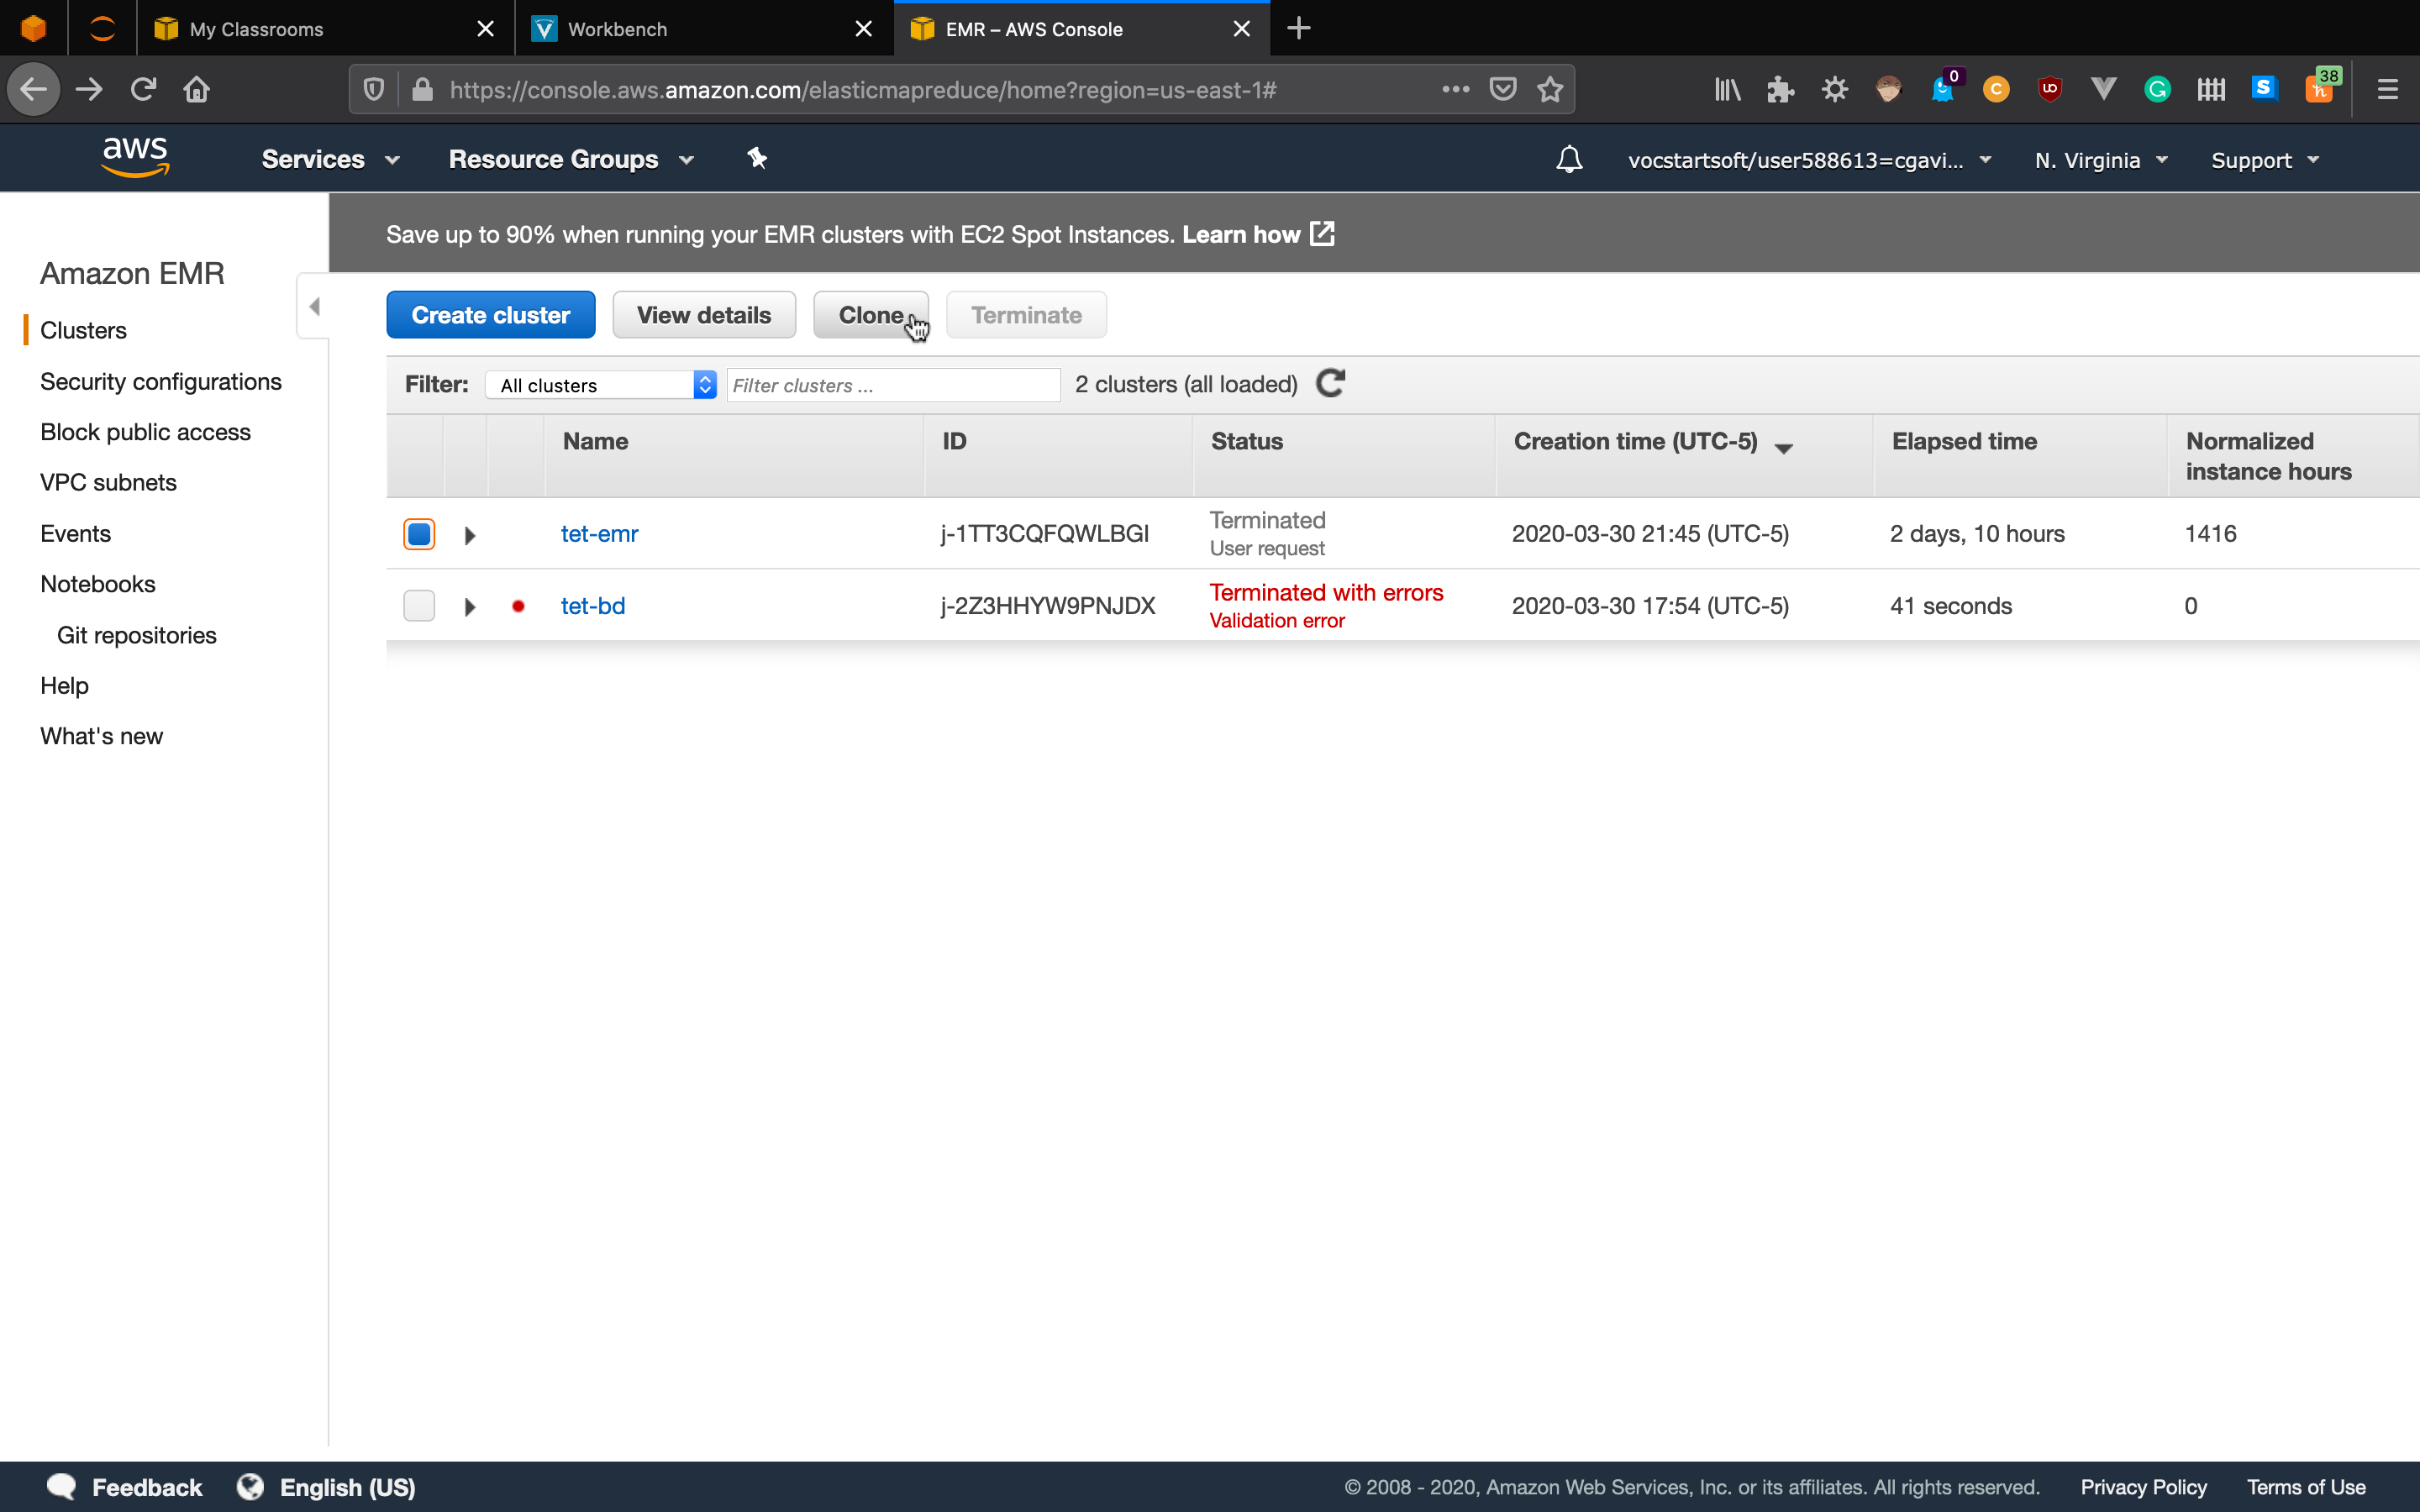 My Classrooms
Workbench
EMR – AWS Console
https://console.aws.amazon.com/elasticmapreduce/home?region=us-east-1#
0
38
aws
Services
Resource Groups
vocstartsoft/user588613=cgavi...
N. Virginia
Support
Save up to 90% when running your EMR clusters with EC2 Spot Instances. Learn how
Amazon EMR
Clusters
Security configurations
Block public access
VPC subnets
Events
Notebooks
Git repositories
Help
What's new
Create cluster
View details
Clone
Terminate
Filter:
All clusters
Filter clusters ...
2 clusters (all loaded)
Name
ID
Status
Creation time (UTC-5)
Elapsed time
Normalized
instance hours
tet-emr
j-1TT3CQFQWLBGI
Terminated
User request
2020-03-30 21:45 (UTC-5)
2 days, 10 hours
1416
tet-bd
j-2Z3HHYW9PNJDX
Terminated with errors
Validation error
2020-03-30 17:54 (UTC-5)
41 seconds
0
Feedback
English (US)
© 2008 - 2020, Amazon Web Services, Inc. or its affiliates. All rights reserved.
Privacy Policy
Terms of Use